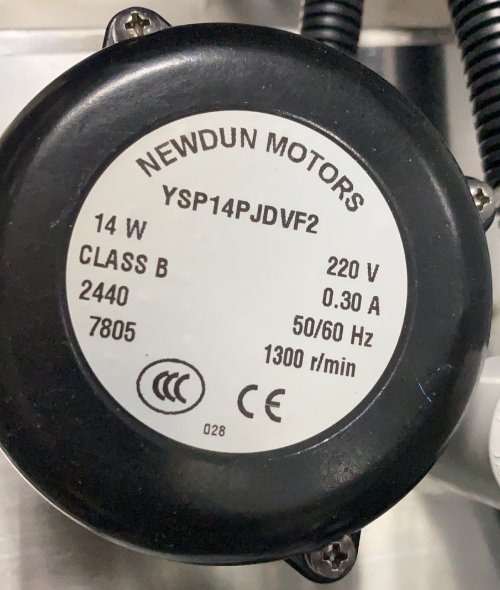 NEWDUN MOTORS
YSP14PJDVF2
14 W
CLASS B
2440
7805
220 V
0.30 A
50/60 Hz
1300 r/min
CCC
CE
028